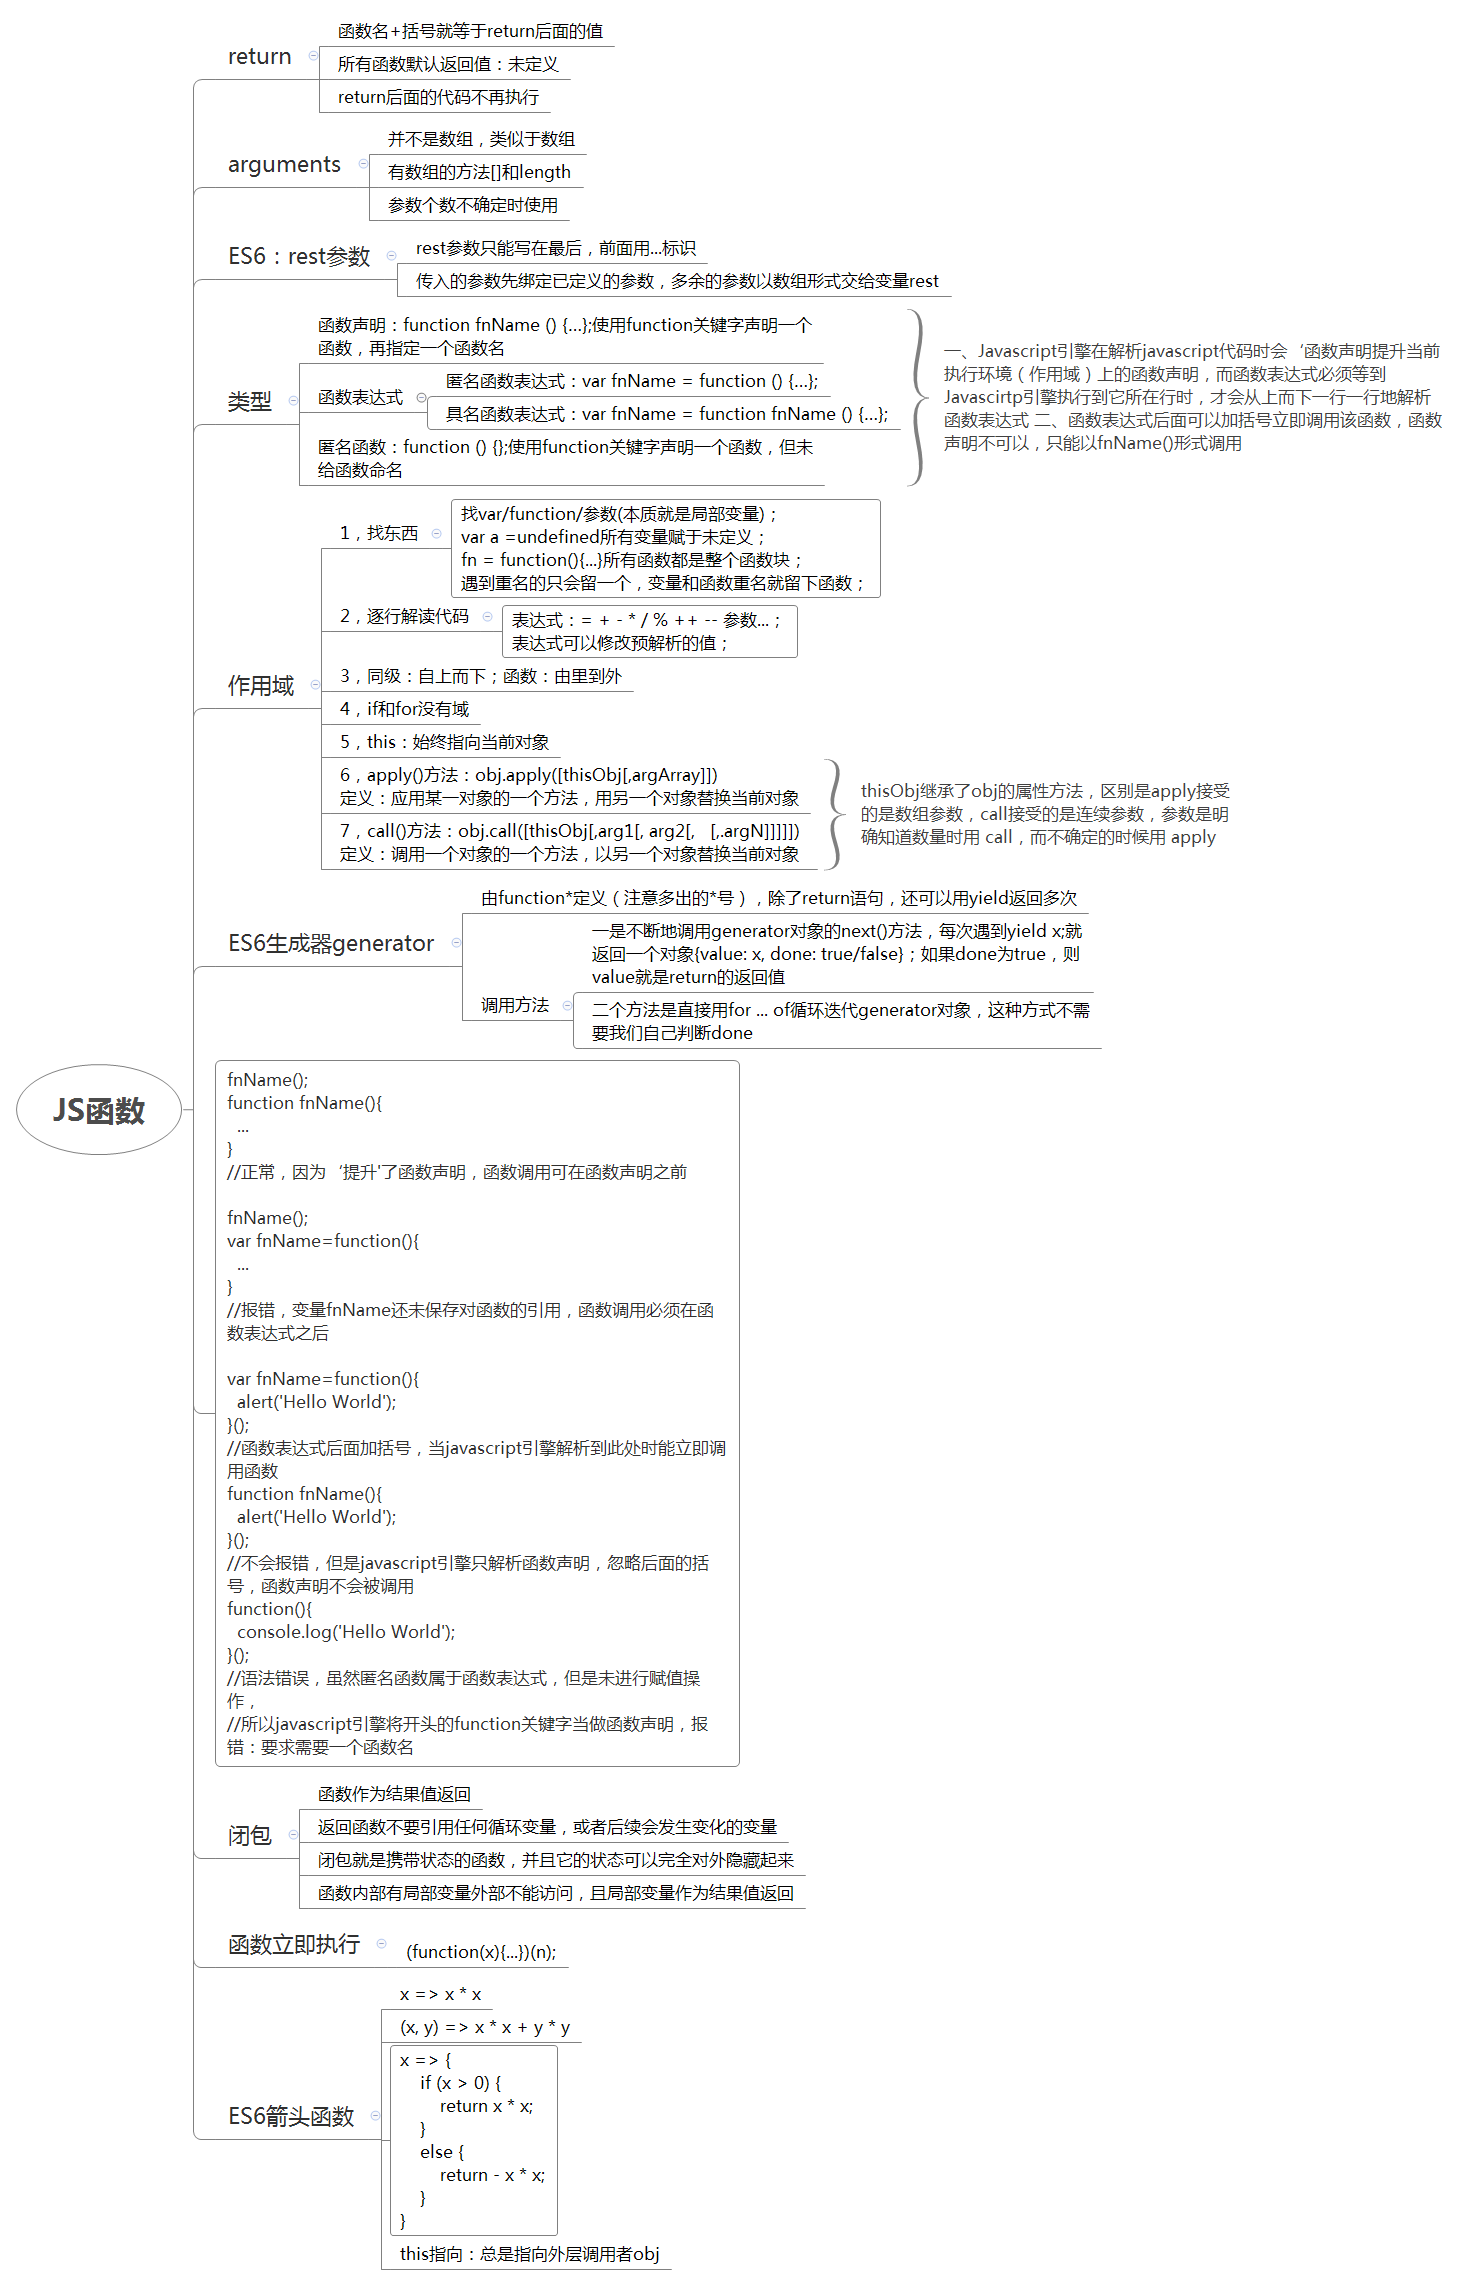 JS函数
return
函数名+括号就等于return后面的值
所有函数默认返回值：未定义
return后面的代码不再执行
arguments
并不是数组，类似于数组
有数组的方法[]和length
参数个数不确定时使用
ES6：rest参数
rest参数只能写在最后，前面用...标识
传入的参数先绑定已定义的参数，多余的参数以数组形式交给变量rest
类型
函数声明：function fnName () {...};使用function关键字声明一个
函数，再指定一个函数名
函数表达式
匿名函数表达式：var fnName = function () {...};
具名函数表达式：var fnName = function fnName () {...};
匿名函数：function () {};使用function关键字声明一个函数，但未
给函数命名
一、Javascript引擎在解析javascript代码时会‘函数声明提升当前
执行环境（作用域）上的函数声明，而函数表达式必须等到
Javascirtp引擎执行到它所在行时，才会从上而下一行一行地解析
函数表达式 二、函数表达式后面可以加括号立即调用该函数，函数
声明不可以，只能以fnName()形式调用
作用域
1，找东西
找var/function/参数(本质就是局部变量)；
var a =undefined所有变量赋于未定义；
fn = function(){...}所有函数都是整个函数块；
遇到重名的只会留一个，变量和函数重名就留下函数；
2，逐行解读代码
表达式：= + - * / % ++ -- 参数...；
表达式可以修改预解析的值；
3，同级：自上而下；函数：由里到外
4，if和for没有域
5，this：始终指向当前对象
6，apply()方法：obj.apply([thisObj[,argArray]])
定义：应用某一对象的一个方法，用另一个对象替换当前对象
7，call()方法：obj.call([thisObj[,arg1[, arg2[,   [,.argN]]]]])
定义：调用一个对象的一个方法，以另一个对象替换当前对象
thisObj继承了obj的属性方法，区别是apply接受
的是数组参数，call接受的是连续参数，参数是明
确知道数量时用 call，而不确定的时候用 apply
ES6生成器generator
由function*定义（注意多出的*号），除了return语句，还可以用yield返回多次
调用方法
一是不断地调用generator对象的next()方法，每次遇到yield x;就
返回一个对象{value: x, done: true/false}；如果done为true，则
value就是return的返回值
二个方法是直接用for ... of循环迭代generator对象，这种方式不需
要我们自己判断done
fnName();
function fnName(){
...
}
//正常，因为‘提升'了函数声明，函数调用可在函数声明之前
fnName();
var fnName=function(){
...
}
//报错，变量fnName还未保存对函数的引用，函数调用必须在函
数表达式之后
var fnName=function(){
alert('Hello World');
}();
//函数表达式后面加括号，当javascript引擎解析到此处时能立即调
用函数
function fnName(){
alert('Hello World');
}();
//不会报错，但是javascript引擎只解析函数声明，忽略后面的括
号，函数声明不会被调用
function(){
console.log('Hello World');
}();
//语法错误，虽然匿名函数属于函数表达式，但是未进行赋值操
作，
//所以javascript引擎将开头的function关键字当做函数声明，报
错：要求需要一个函数名
闭包
函数作为结果值返回
返回函数不要引用任何循环变量，或者后续会发生变化的变量
闭包就是携带状态的函数，并且它的状态可以完全对外隐藏起来
函数内部有局部变量外部不能访问，且局部变量作为结果值返回
函数立即执行
(function(x){...})(n);
ES6箭头函数
x => x * x
(x, y) => x * x + y * y
x => {
if (x > 0) {
return x * x;
}
else {
return - x * x;
}
}
this指向：总是指向外层调用者obj